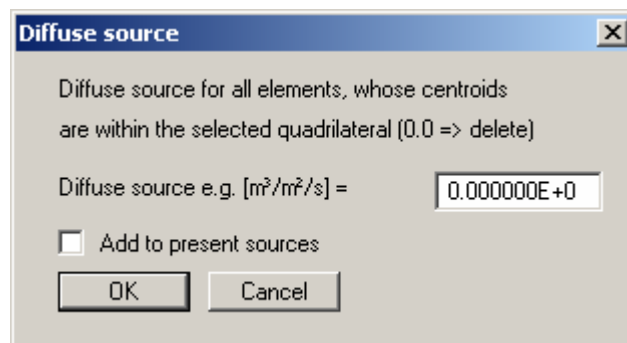 Diffuse source
Diffuse source for all elements, whose centroids
are within the selected quadrilateral (0.0 => delete)
Diffuse source e.g. [m³/m²/s] = 0.000000E+0
Add to present sources
OK Cancel